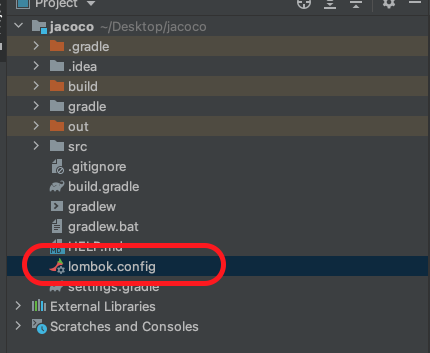 Project
jacoco ~/Desktop/jacoco
.gradle
.idea
build
gradle
out
src
.gitignore
build.gradle
gradlew
gradlew.bat
HELP.md
lombok.config
settings.gradle
External Libraries
Scratches and Consoles